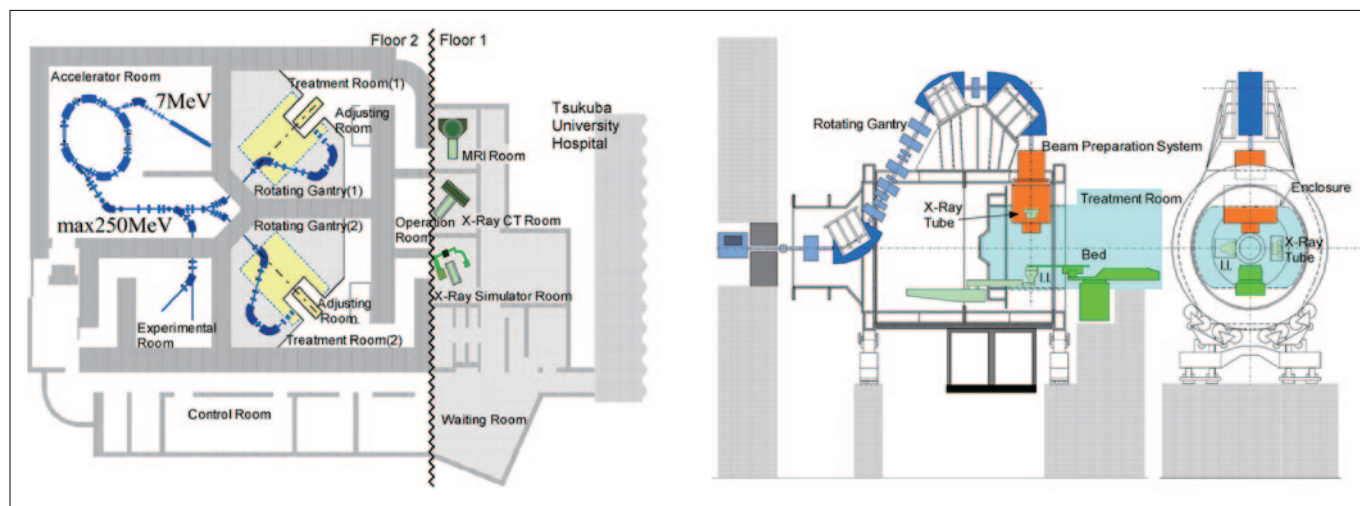 Floor 2
Floor 1
Accelerator Room
7MeV
Treatment Room(1)
Adjusting
Room
Tsukuba
University
Hospital
MRI Room
Rotating Gantry(1)
max250MeV
Rotating Gantry(2)
Operation
Room
X-Ray CT Room
X-Ray Simulator Room
Adjusting
Room
Experimental
Room
Treatment Room(2)
Control Room
Waiting Room
Rotating Gantry
Beam Preparation System
X-Ray
Tube
Treatment Room
Bed
I.I.
Enclosure
X-Ray
Tube
I.I.